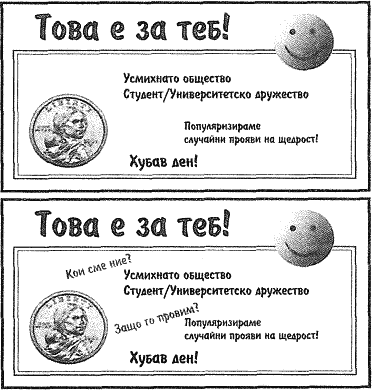 Това е за теб!
Усмихнато общество
Студент/Университетско дружество
Популяризираме
случайни прояви на щедрост!
Хубав ден!
Това е за теб!
Кои сме ние?
Усмихнато общество
Студент/Университетско дружество
Защо го правим?
Популяризираме
случайни прояви на щедрост!
Хубав ден!